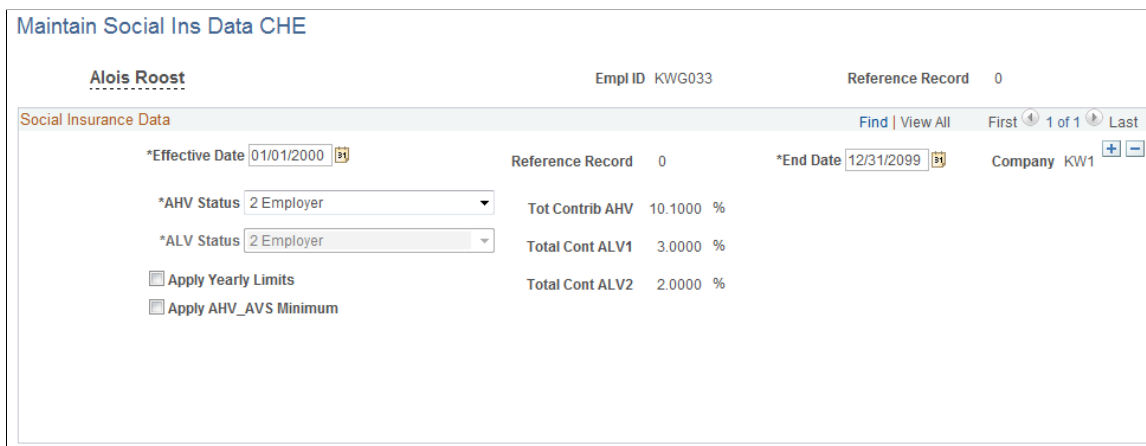 Maintain Social Ins Data CHE
Alois Roost Empl ID KWG033 Reference Record 0
Social Insurance Data Find | View All First 1 of 1 Last
*Effective Date 01/01/2000 31 Reference Record 0 *End Date 12/31/2099 31 Company KW1 + -
*AHV Status 2 Employer Tot Contrib AHV 10.1000 %
*ALV Status 2 Employer Total Cont ALV1 3.0000 %
Apply Yearly Limits Total Cont ALV2 2.0000 %
Apply AHV_AVS Minimum